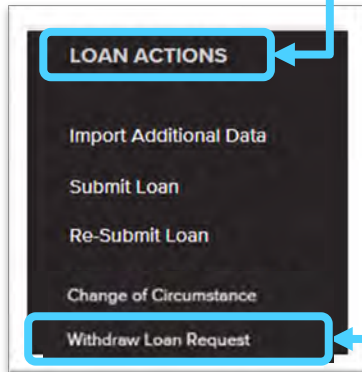 LOAN ACTIONS
Import Additional Data
Submit Loan
Re-Submit Loan
Change of Circumstance
Withdraw Loan Request